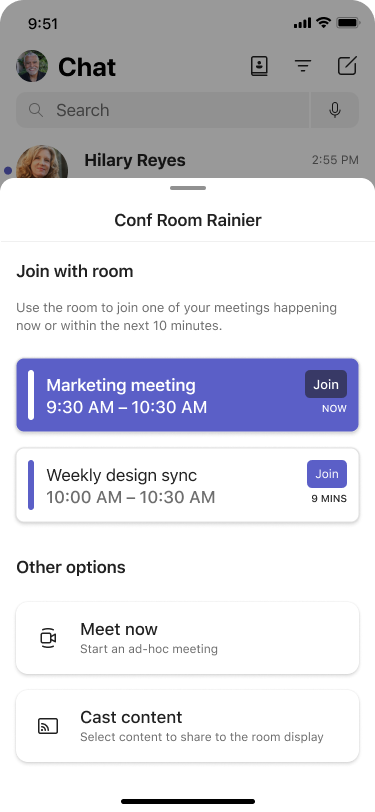 9:51
Chat
Search
Hilary Reyes
2:55 PM
Conf Room Rainier
Join with room
Use the room to join one of your meetings happening
now or within the next 10 minutes.
Marketing meeting
Join
9:30 AM – 10:30 AM
NOW
Weekly design sync
Join
10:00 AM – 10:30 AM
9 MINS
Other options
Meet now
Start an ad-hoc meeting
Cast content
Select content to share to the room display